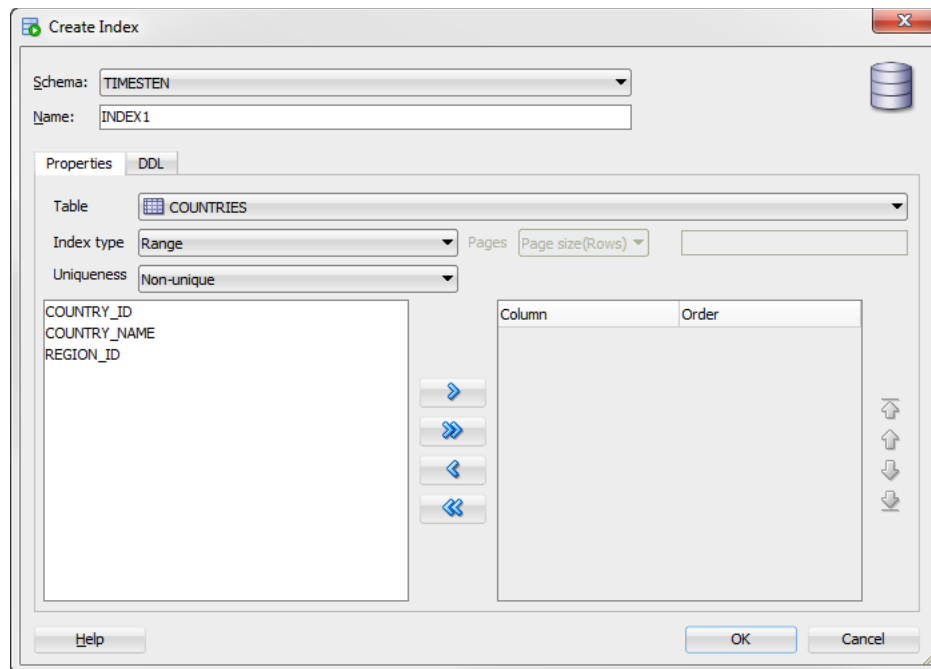 Create Index
Schema: TIMESTEN
Name: INDEX1
Properties DDL
Table COUNTRIES
Index type Range Pages Page size(Rows)
Uniqueness Non-unique
COUNTRY_ID
COUNTRY_NAME
REGION_ID
Column Order
Help OK Cancel